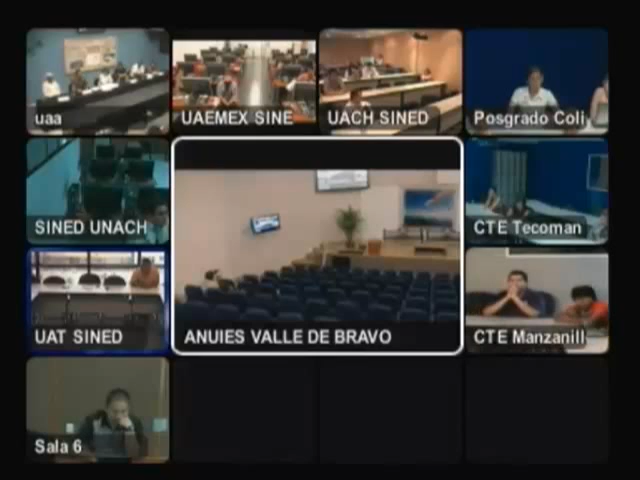 uaa
UAEMEX SINE
UACH SINED
Posgrado Coli
SINED UNACH
CTE Tecoman
UAT SINED
ANUIES VALLE DE BRAVO
CTE Manzanill
Sala 6